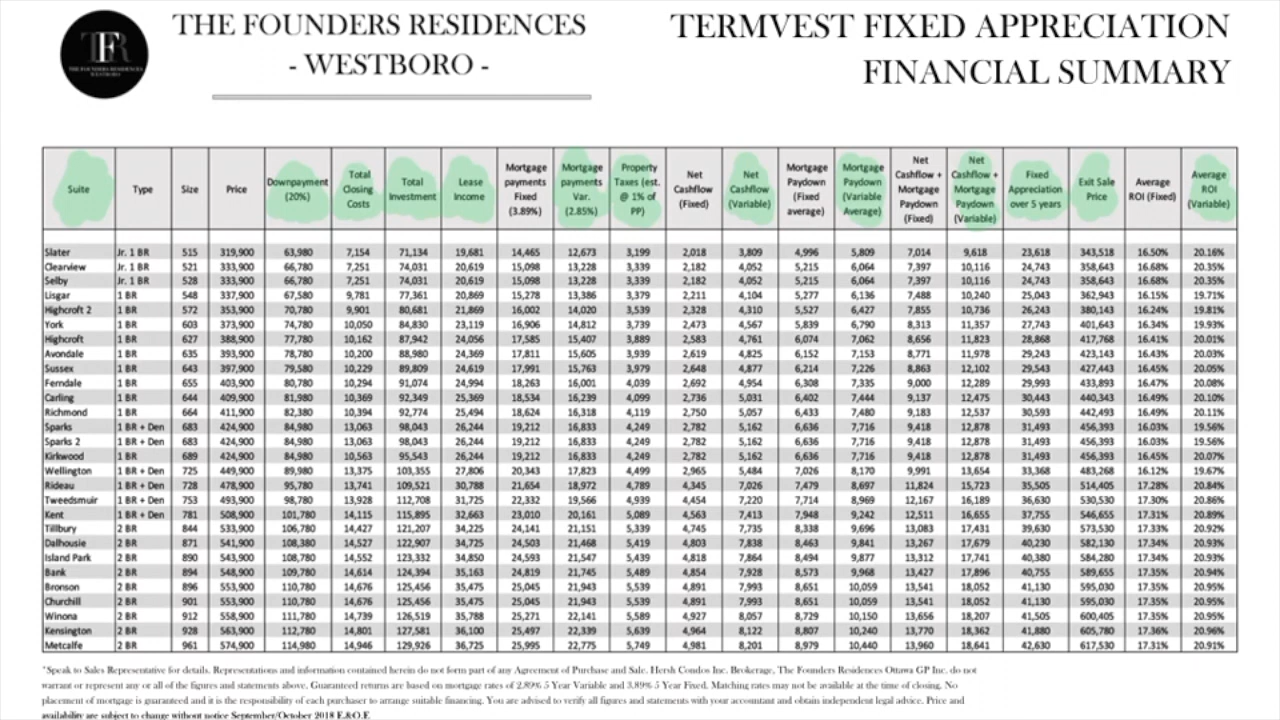 THE FOUNDERS RESIDENCES
- WESTBORO -
TERMVEST FIXED APPRECIATION
FINANCIAL SUMMARY
TFR
THE FOUNDERS RESIDENCES
WESTBORO
Suite Type Size Price Downpayment (20%) Total Closing Costs Total Investment Lease Income Mortgage payments Fixed (3.89%) Mortgage payments Var. (2.85%) Property Taxes (est. @ 1% of PP) Net Cashflow (Fixed) Net Cashflow (Variable) Mortgage Paydown (Fixed average) Mortgage Paydown (Variable Average) Net Cashflow + Mortgage Paydown (Fixed) Net Cashflow + Mortgage Paydown (Variable) Fixed Appreciation over 5 years Exit Sale Price Average ROI (Fixed) Average ROI (Variable)
Slater Jr. 1 BR 515 319,900 63,980 7,154 71,134 19,681 14,465 12,673 3,199 2,018 3,809 4,996 5,809 7,014 9,618 23,618 343,518 16.50% 20.16%
Clearview Jr. 1 BR 521 333,900 66,780 7,251 74,031 20,619 15,098 13,228 3,339 2,182 4,052 5,215 6,064 7,397 10,116 24,743 358,643 16.68% 20.35%
Selby Jr. 1 BR 528 333,900 66,780 7,251 74,031 20,619 15,098 13,228 3,339 2,182 4,052 5,215 6,064 7,397 10,116 24,743 358,643 16.68% 20.35%
Lisgar 1 BR 548 337,900 67,580 9,781 77,361 20,869 15,278 13,386 3,379 2,211 4,104 5,277 6,136 7,488 10,240 25,043 362,943 16.15% 19.71%
Highcroft 2 1 BR 572 353,900 70,780 9,901 80,681 21,869 16,002 14,020 3,539 2,328 4,310 5,527 6,427 7,855 10,736 26,243 380,143 16.24% 19.81%
York 1 BR 603 373,900 74,780 10,050 84,830 23,119 16,906 14,812 3,739 2,473 4,567 5,839 6,790 8,313 11,357 27,743 401,643 16.34% 19.93%
Highcroft 1 BR 627 388,900 77,780 10,162 87,942 24,056 17,585 15,407 3,889 2,583 4,761 6,074 7,062 8,656 11,823 28,868 417,768 16.41% 20.01%
Avondale 1 BR 635 393,900 78,780 10,200 88,980 24,369 17,811 15,605 3,939 2,619 4,825 6,152 7,153 8,771 11,978 29,243 423,143 16.43% 20.03%
Sussex 1 BR 643 397,900 79,580 10,229 89,809 24,619 17,991 15,763 3,979 2,648 4,877 6,214 7,226 8,863 12,102 29,543 427,443 16.45% 20.05%
Ferndale 1 BR 655 403,900 80,780 10,294 91,074 24,994 18,263 16,001 4,039 2,692 4,954 6,308 7,335 9,000 12,289 29,993 433,893 16.47% 20.08%
Carling 1 BR 644 409,900 81,980 10,369 92,349 25,369 18,534 16,239 4,099 2,736 5,031 6,402 7,444 9,137 12,475 30,443 440,343 16.49% 20.10%
Richmond 1 BR 664 411,900 82,380 10,394 92,774 25,494 18,624 16,318 4,119 2,750 5,057 6,433 7,480 9,183 12,537 30,593 442,493 16.49% 20.11%
Sparks 1 BR + Den 683 424,900 84,980 13,063 98,043 26,244 19,212 16,833 4,249 2,782 5,162 6,636 7,716 9,418 12,878 31,493 456,393 16.03% 19.56%
Sparks 2 1 BR + Den 683 424,900 84,980 13,063 98,043 26,244 19,212 16,833 4,249 2,782 5,162 6,636 7,716 9,418 12,878 31,493 456,393 16.03% 19.56%
Kirkwood 1 BR + Den 689 424,900 84,980 10,563 95,543 26,244 19,212 16,833 4,249 2,782 5,162 6,636 7,716 9,418 12,878 31,493 456,393 16.45% 20.07%
Wellington 1 BR + Den 725 449,900 89,980 13,375 103,355 27,806 20,343 17,823 4,499 2,965 5,484 7,026 8,170 9,991 13,654 33,368 483,268 16.12% 19.67%
Rideau 1 BR + Den 728 478,900 95,780 13,741 109,521 30,788 21,654 18,972 4,789 4,345 7,026 7,479 8,697 11,824 15,723 35,505 514,405 17.28% 20.84%
Tweedsmuir 1 BR + Den 753 493,900 98,780 13,928 112,708 31,725 22,332 19,566 4,939 4,454 7,220 7,714 8,969 12,167 16,189 36,630 530,530 17.30% 20.86%
Kent 1 BR + Den 781 508,900 101,780 14,115 115,895 32,663 23,010 20,161 5,089 4,563 7,413 7,948 9,242 12,511 16,655 37,755 546,655 17.31% 20.89%
Tillbury 2 BR 844 533,900 106,780 14,427 121,207 34,225 24,141 21,151 5,339 4,745 7,735 8,338 9,696 13,083 17,431 39,630 573,530 17.33% 20.92%
Dalhousie 2 BR 871 541,900 108,380 14,527 122,907 34,725 24,503 21,468 5,419 4,803 7,838 8,463 9,841 13,267 17,679 40,230 582,130 17.34% 20.93%
Island Park 2 BR 890 543,900 108,780 14,552 123,332 34,850 24,593 21,547 5,439 4,818 7,864 8,494 9,877 13,312 17,741 40,380 584,280 17.34% 20.93%
Bank 2 BR 894 548,900 109,780 14,614 124,394 35,163 24,819 21,745 5,489 4,854 7,928 8,573 9,968 13,427 17,896 40,755 589,655 17.35% 20.94%
Bronson 2 BR 896 553,900 110,780 14,676 125,456 35,475 25,045 21,943 5,539 4,891 7,993 8,651 10,059 13,541 18,052 41,130 595,030 17.35% 20.95%
Churchill 2 BR 901 553,900 110,780 14,676 125,456 35,475 25,045 21,943 5,539 4,891 7,993 8,651 10,059 13,541 18,052 41,130 595,030 17.35% 20.95%
Winona 2 BR 912 558,900 111,780 14,739 126,519 35,788 25,271 22,141 5,589 4,927 8,057 8,729 10,150 13,656 18,207 41,505 600,405 17.35% 20.95%
Kensington 2 BR 928 563,900 112,780 14,801 127,581 36,100 25,497 22,339 5,639 4,964 8,122 8,807 10,240 13,770 18,362 41,880 605,780 17.36% 20.96%
Metcalfe 2 BR 961 574,900 114,980 14,946 129,926 36,725 25,995 22,775 5,749 4,981 8,201 8,979 10,440 13,960 18,641 42,630 617,530 17.31% 20.91%
*Speak to Sales Representative for details. Representations and information contained herein do not form part of any Agreement of Purchase and Sale. Hersh Condos Inc. Brokerage, The Founders Residences Ottawa GP Inc. do not
warrant or represent any or all of the figures and statements above. Guaranteed returns are based on mortgage rates of 2.89% 5 Year Variable and 3.89% 5 Year Fixed. Matching rates may not be available at the time of closing. No
placement of mortgage is guaranteed and it is the responsibility of each purchaser to arrange suitable financing. You are advised to verify all figures and statements with your accountant and obtain independent legal advice. Price and
availability are subject to change without notice September/October 2018 E.&O.E